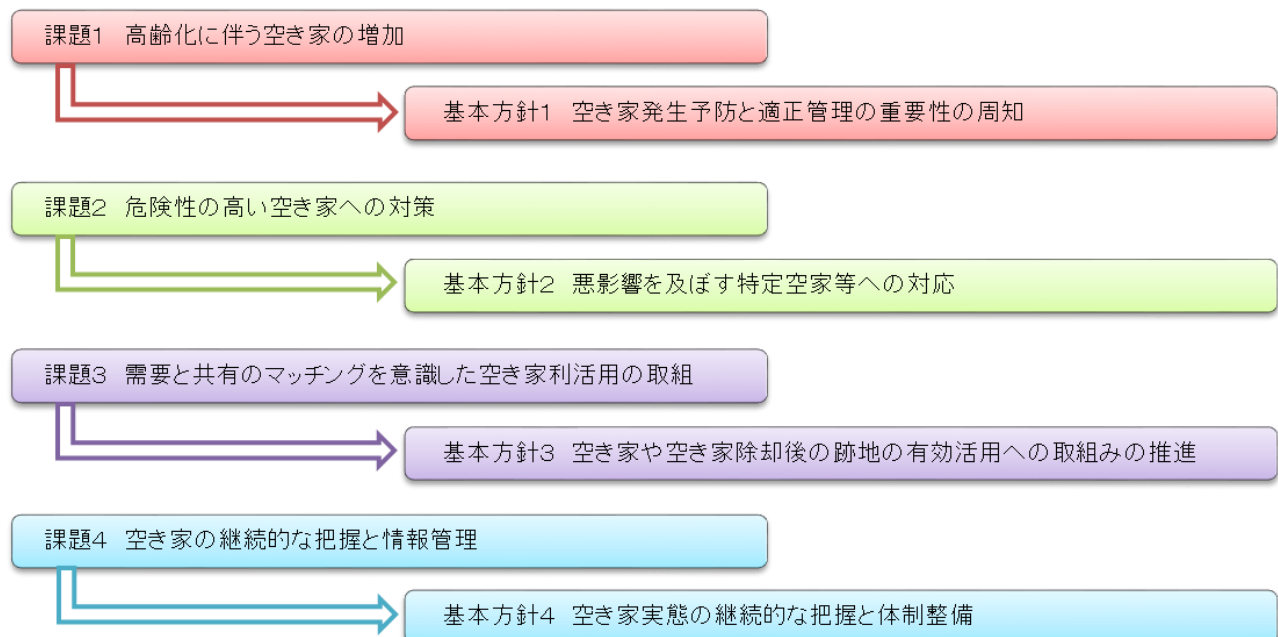 課題1 高齢化に伴う空き家の増加
基本方針1 空き家発生予防と適正管理の重要性の周知
課題2 危険性の高い空き家への対策
基本方針2 悪影響を及ぼす特定空家等への対応
課題3 需要と共有のマッチングを意識した空き家利活用の取組
基本方針3 空き家や空き家除却後の跡地の有効活用への取組みの推進
課題4 空き家の継続的な把握と情報管理
基本方針4 空き家実態の継続的な把握と体制整備